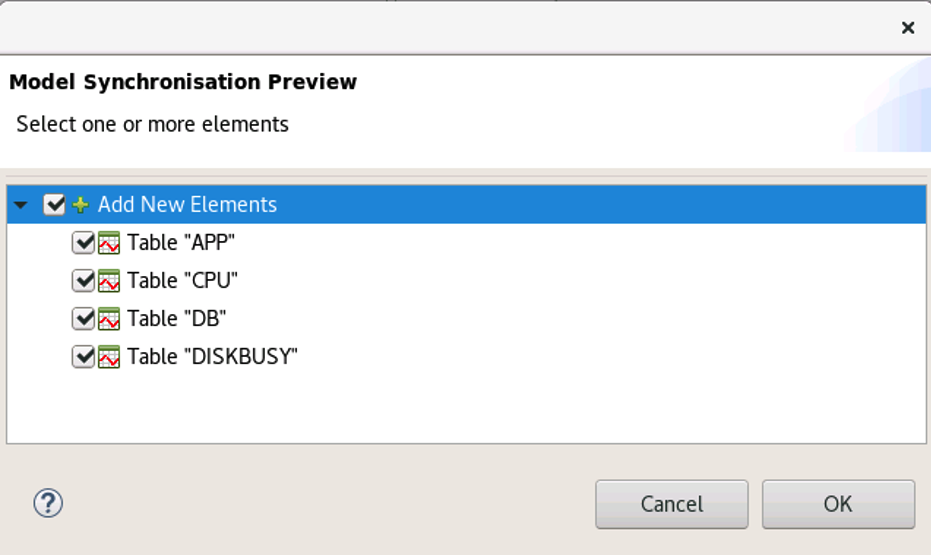 Model Synchronisation Preview
Select one or more elements
Add New Elements
Table "APP"
Table "CPU"
Table "DB"
Table "DISKBUSY"
Cancel OK